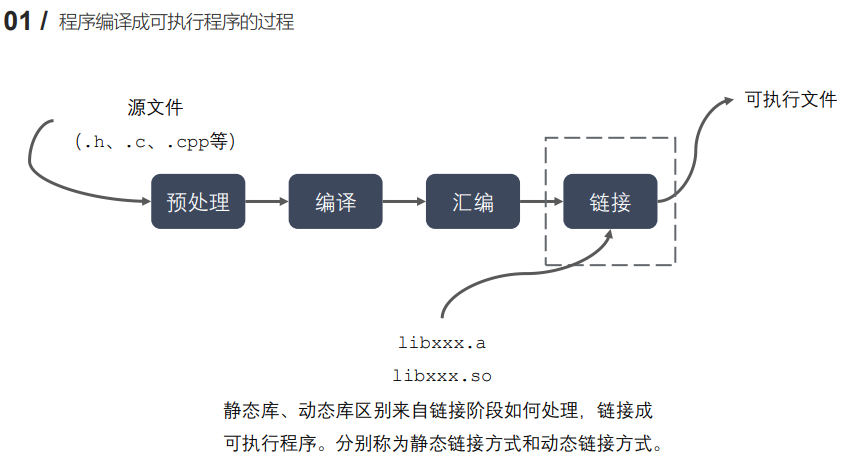 01 / 程序编译成可执行程序的过程
源文件
(.h、.c、.cpp等)
可执行文件
预处理
编译
汇编
链接
libxxx.a
libxxx.so
静态库、动态库区别来自链接阶段如何处理，链接成
可执行程序。分别称为静态链接方式和动态链接方式。